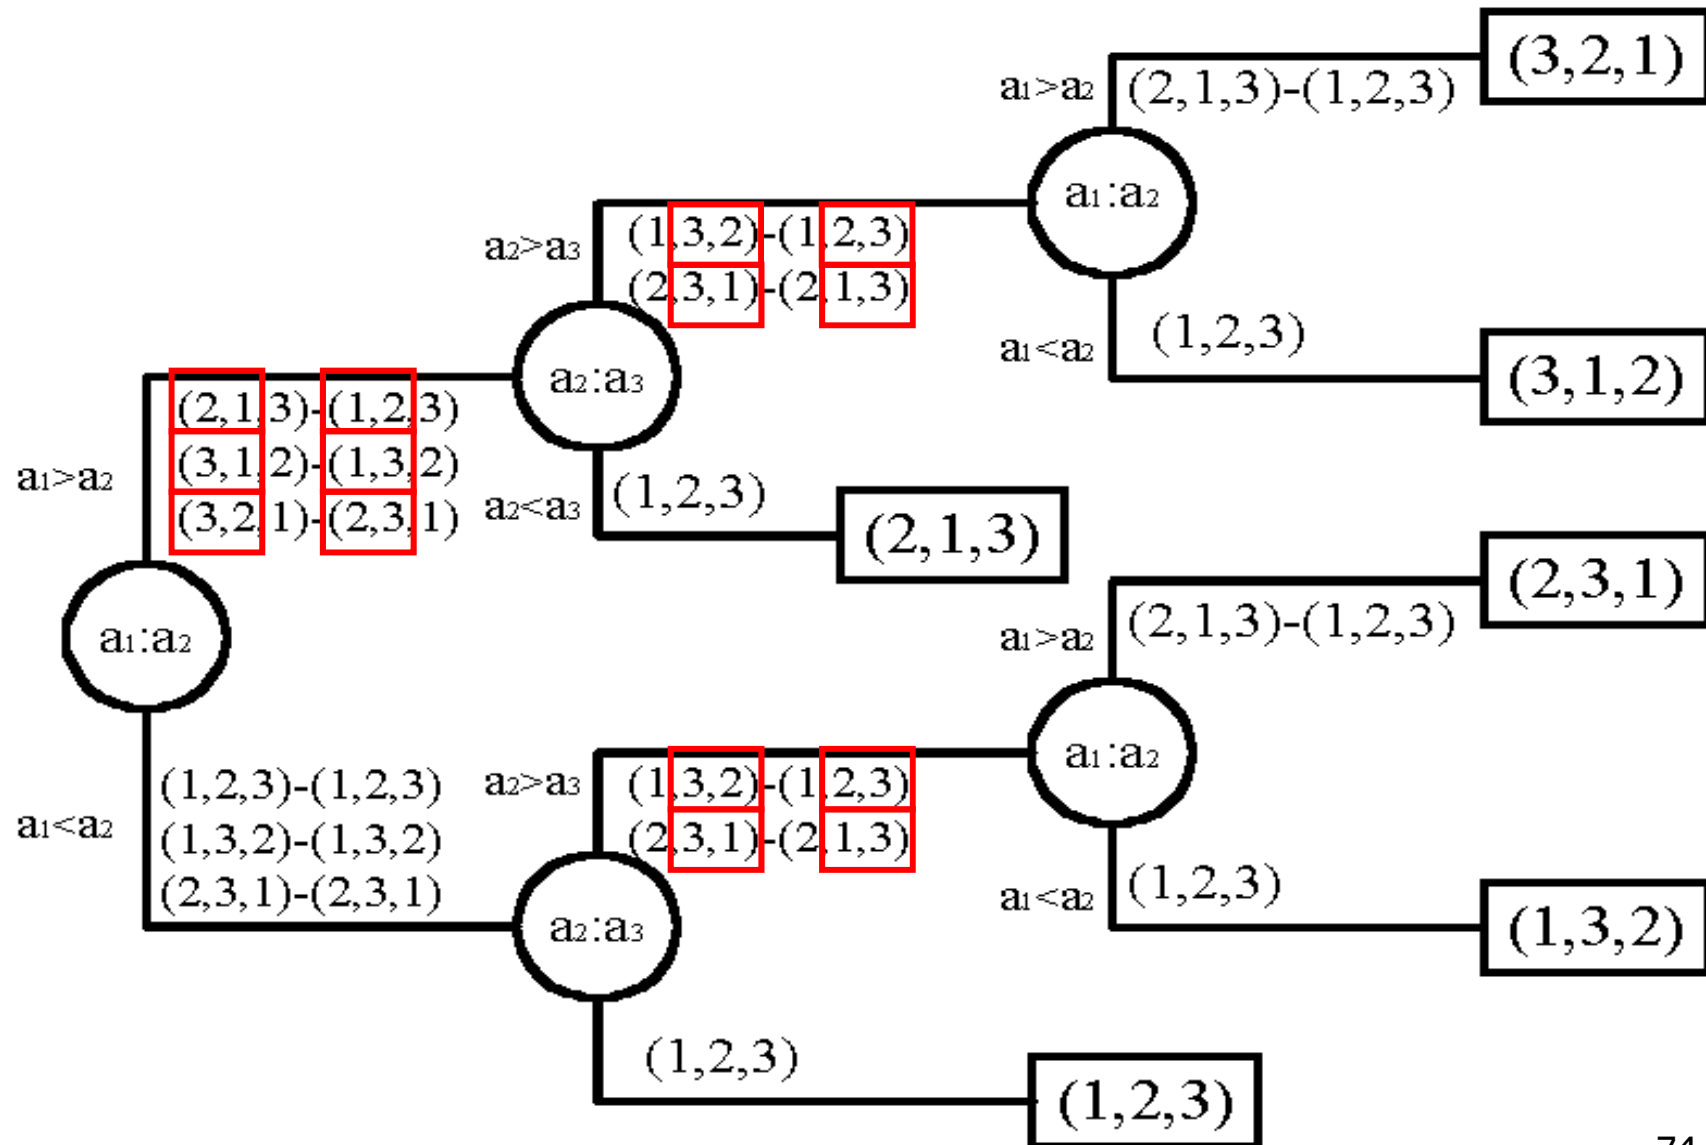 (3,2,1)
a₁>a₂
(2,1,3)-(1,2,3)
a₁:a₂
a₂>a₃
(1,3,2)-(1,2,3)
(2,3,1)-(2,1,3)
a₁<a₂
(1,2,3)
(3,1,2)
a₂:a₃
a₁>a₂
(2,1,3)-(1,2,3)
(3,1,2)-(1,3,2)
(3,2,1)-(2,3,1)
a₂<a₃
(1,2,3)
(2,1,3)
a₁:a₂
(2,3,1)
a₁>a₂
(2,1,3)-(1,2,3)
a₁:a₂
a₁<a₂
(1,2,3)-(1,2,3)
(1,3,2)-(1,3,2)
(2,3,1)-(2,3,1)
a₂>a₃
(1,3,2)-(1,2,3)
(2,3,1)-(2,1,3)
a₁<a₂
(1,2,3)
(1,3,2)
a₂:a₃
(1,2,3)
(1,2,3)